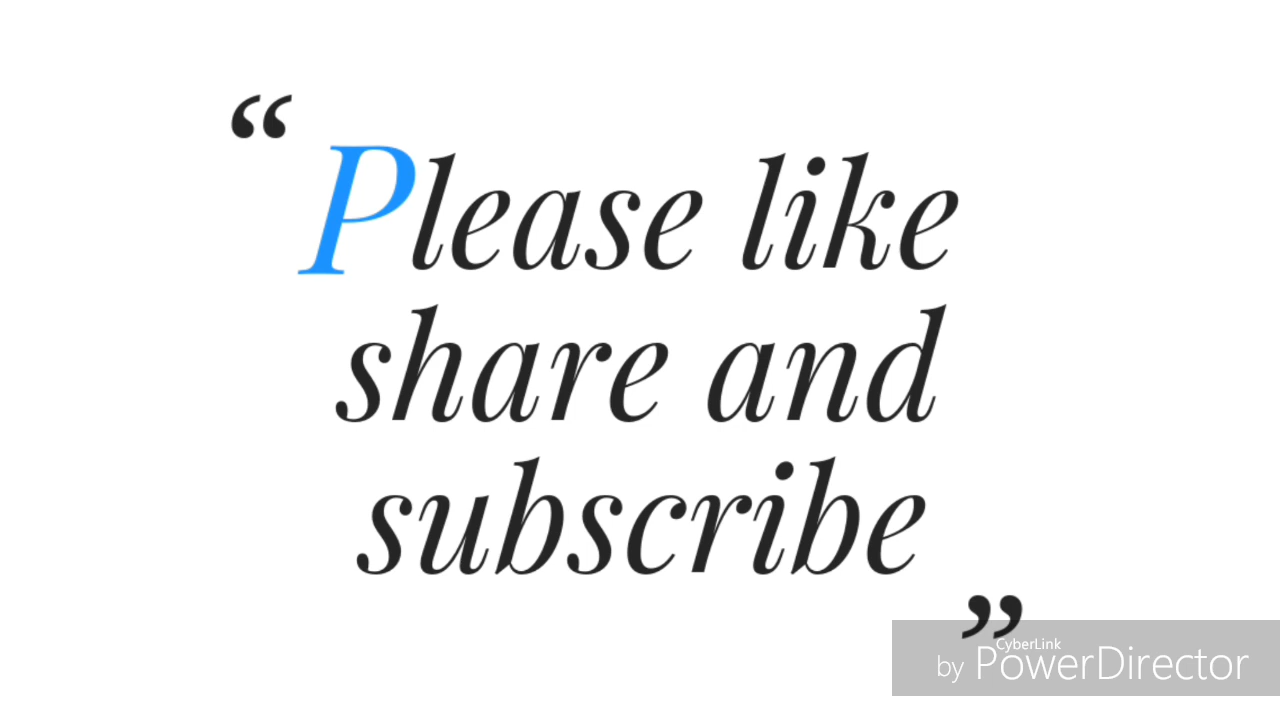 “Please like
share and
subscribe”
CyberLink
by PowerDirector